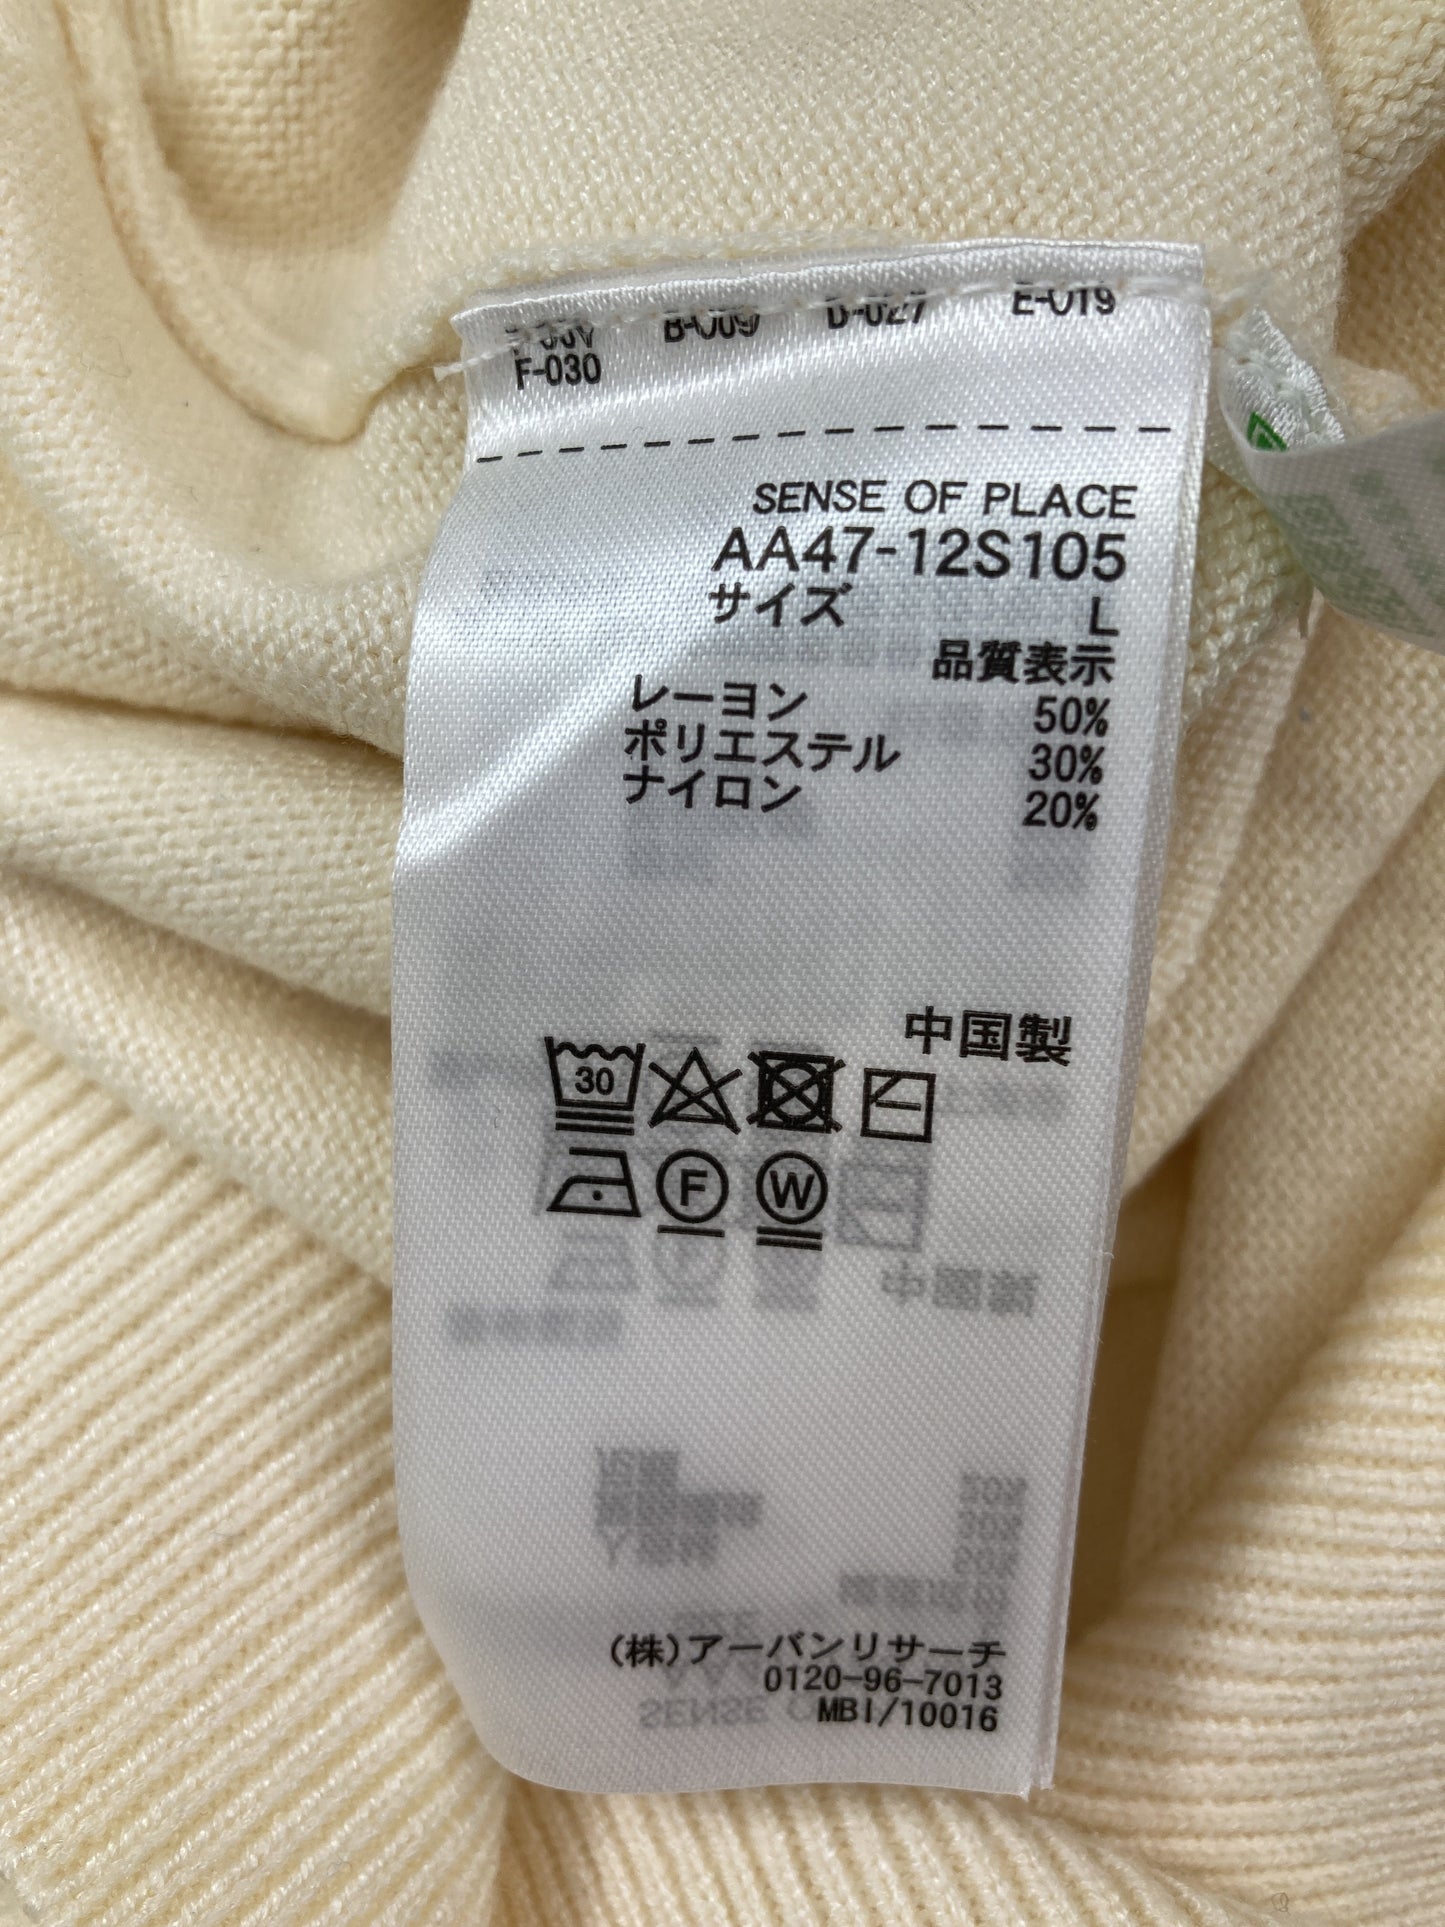 B-009 D-027 E-019
F-030
SENSE OF PLACE
AA47-12S105
サイズ L
品質表示
レーヨン 50%
ポリエステル 30%
ナイロン 20%
中国製
30
F W
(株)アーバンリサーチ
0120-96-7013
MBI/10016